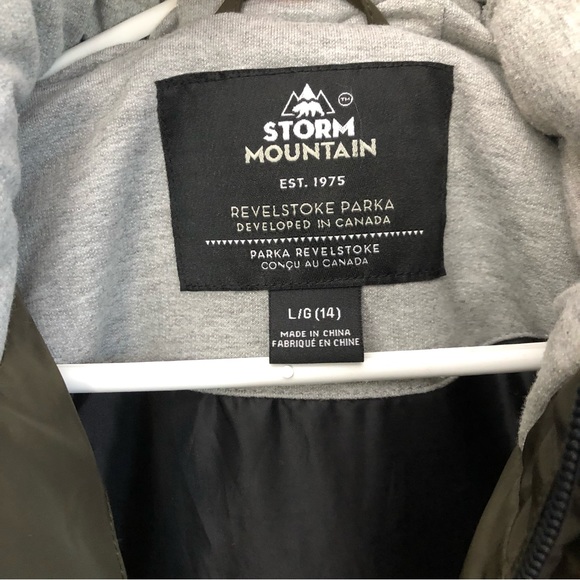 TM
STORM
MOUNTAIN
EST. 1975
REVELSTOKE PARKA
DEVELOPED IN CANADA
PARKA REVELSTOKE
CONÇU AU CANADA
L/G (14)
MADE IN CHINA
FABRIQUÉ EN CHINE